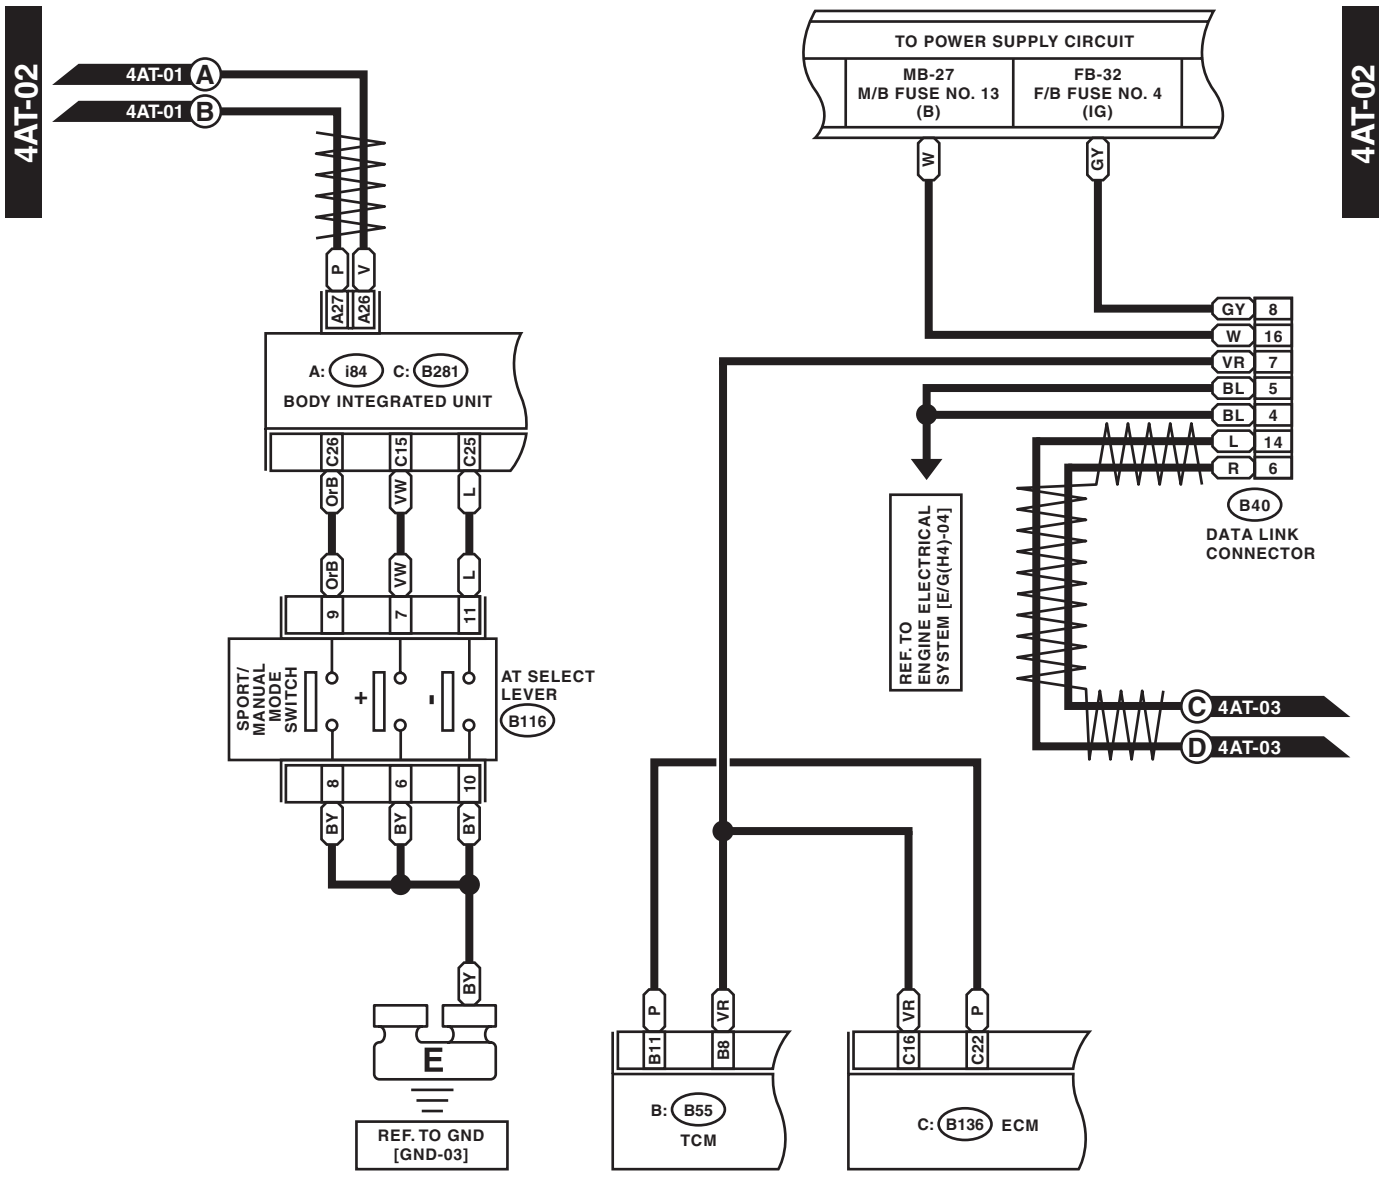 4AT-02
4AT-02
4AT-01 A
4AT-01 B
TO POWER SUPPLY CIRCUIT
MB-27
M/B FUSE NO. 13
(B)
FB-32
F/B FUSE NO. 4
(IG)
W
GY
P
V
A27
A26
A: i84 C: B281
BODY INTEGRATED UNIT
C26
C15
C25
OrB
VW
L
OrB
VW
L
9
7
11
SPORT/
MANUAL
MODE
SWITCH
+
-
AT SELECT
LEVER
B116
8
6
10
BY
BY
BY
BY
E
REF. TO GND
[GND-03]
GY 8
W 16
VR 7
BL 5
BL 4
L 14
R 6
B40
DATA LINK
CONNECTOR
REF. TO
ENGINE ELECTRICAL
SYSTEM [E/G(H4)-04]
C 4AT-03
D 4AT-03
P
VR
VR
P
B11
B8
C16
C22
B: B55
TCM
C: B136 ECM